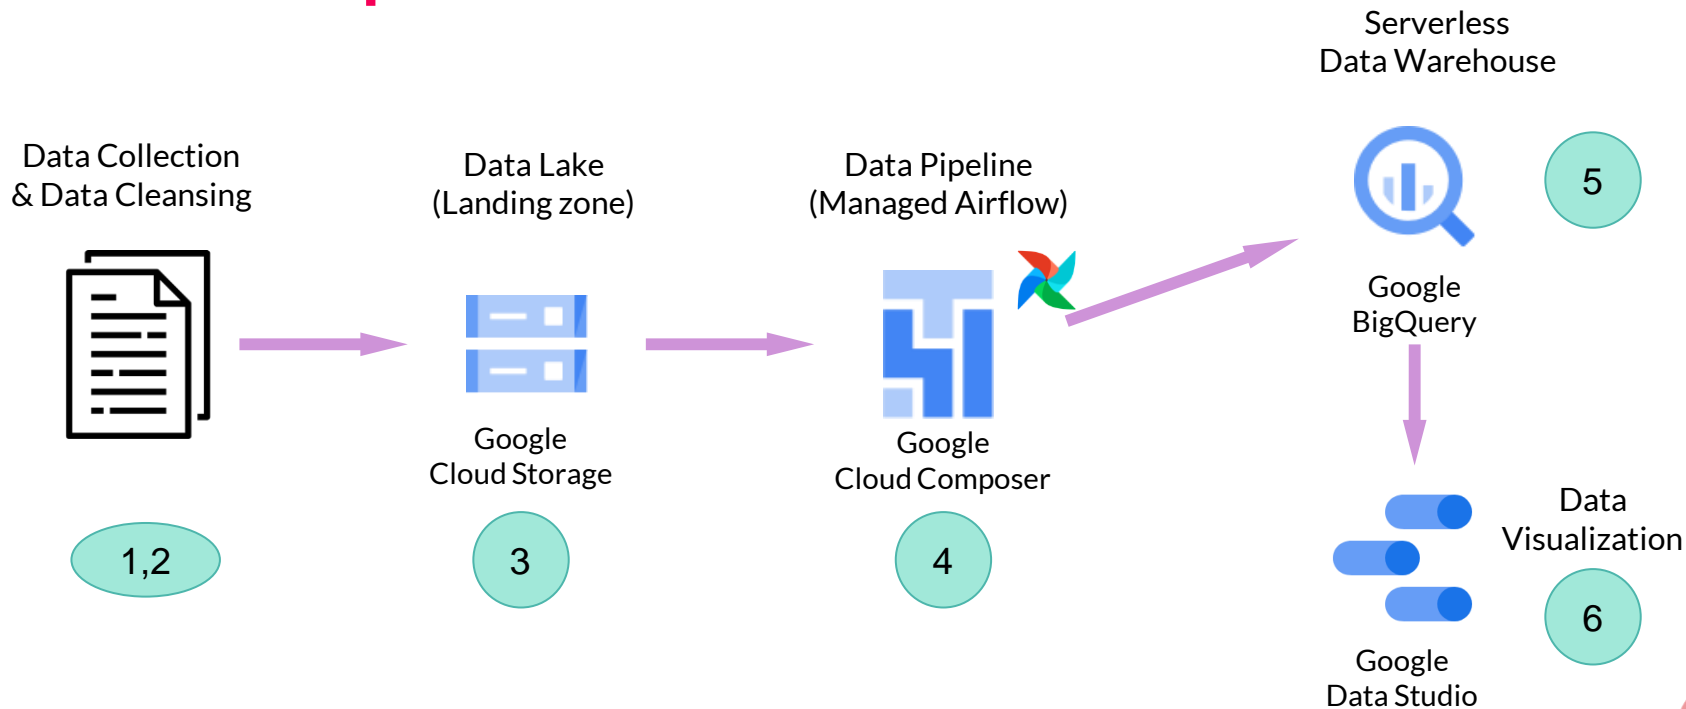 Data Collection
& Data Cleansing
1,2
Data Lake
(Landing zone)
Google
Cloud Storage
3
Data Pipeline
(Managed Airflow)
Google
Cloud Composer
4
Serverless
Data Warehouse
5
Google
BigQuery
Data
Visualization
6
Google
Data Studio